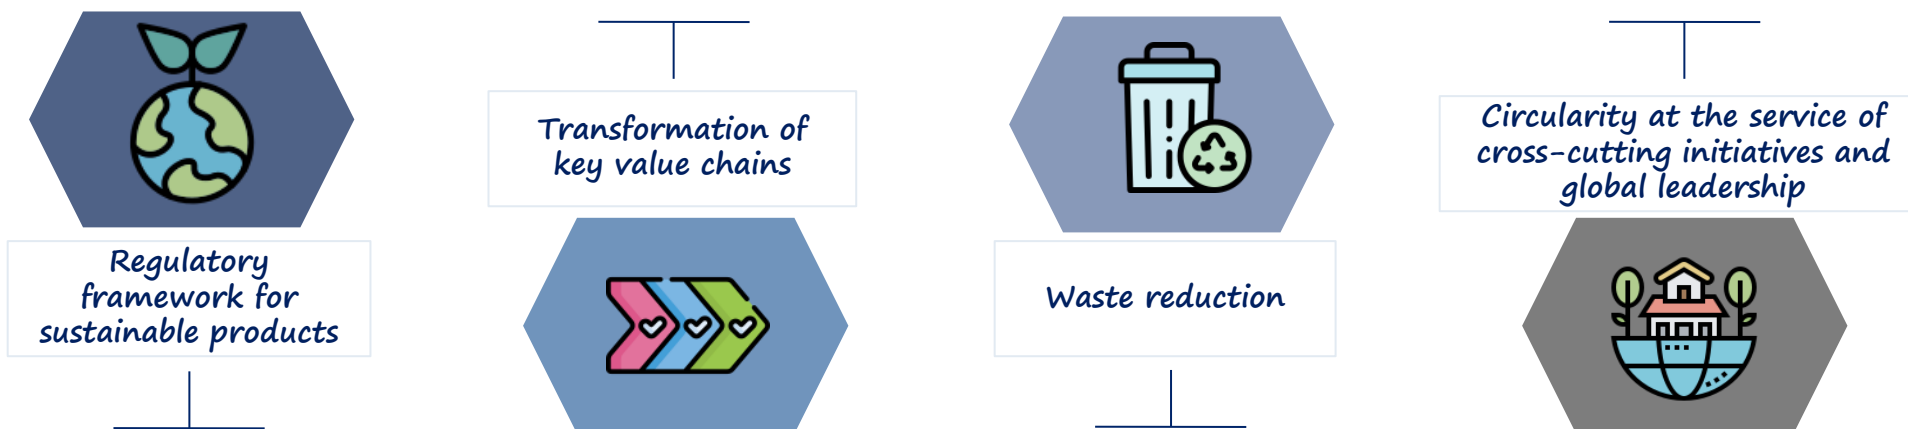 Regulatory
framework for
sustainable products
Transformation of
key value chains
Waste reduction
Circularity at the service of
cross-cutting initiatives and
global leadership